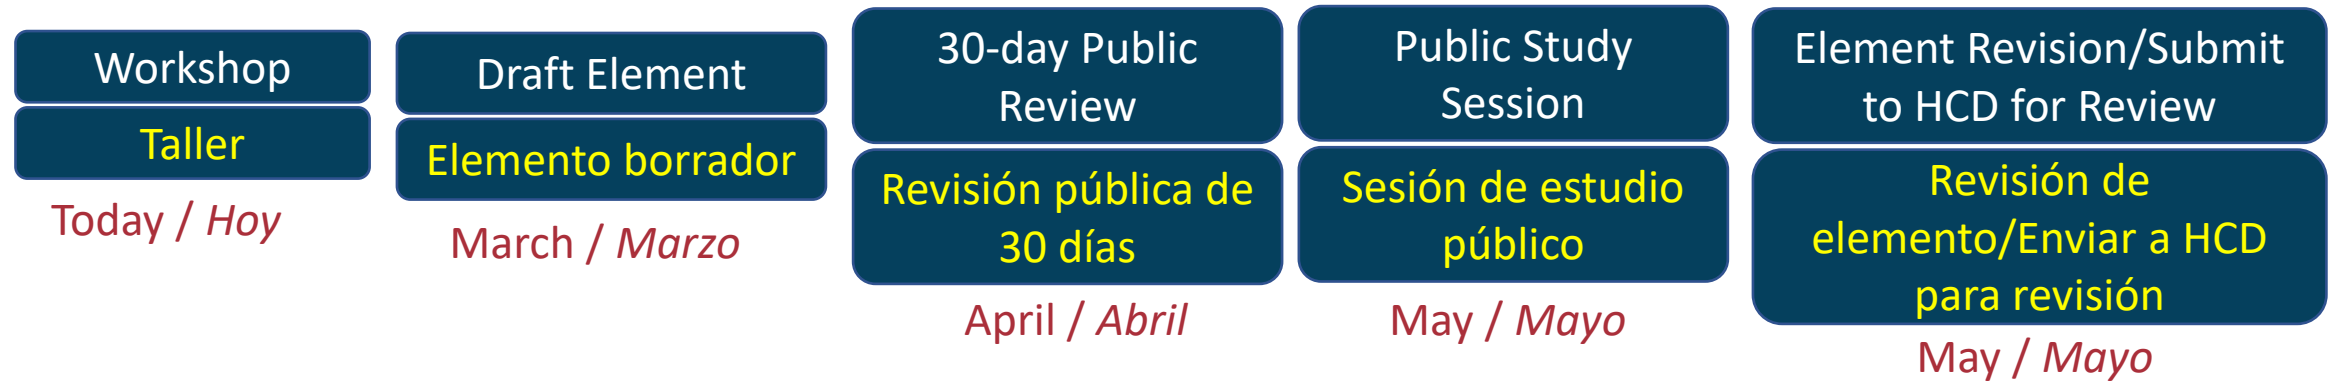 Workshop
Taller
Today / Hoy
Draft Element
Elemento borrador
March / Marzo
30-day Public
Review
Revisión pública de
30 días
April / Abril
Public Study
Session
Sesión de estudio
público
May / Mayo
Element Revision/Submit
to HCD for Review
Revisión de
elemento/Enviar a HCD
para revisión
May / Mayo